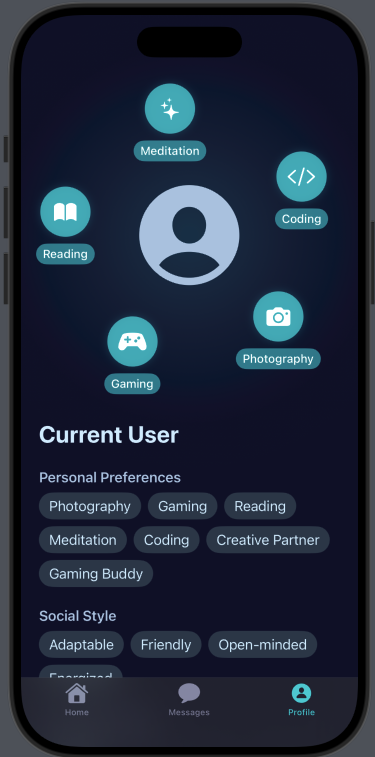 Meditation
Coding
Reading
Photography
Gaming
Current User
Personal Preferences
Photography Gaming Reading
Meditation Coding Creative Partner
Gaming Buddy
Social Style
Adaptable Friendly Open-minded
Energized
Home Messages Profile